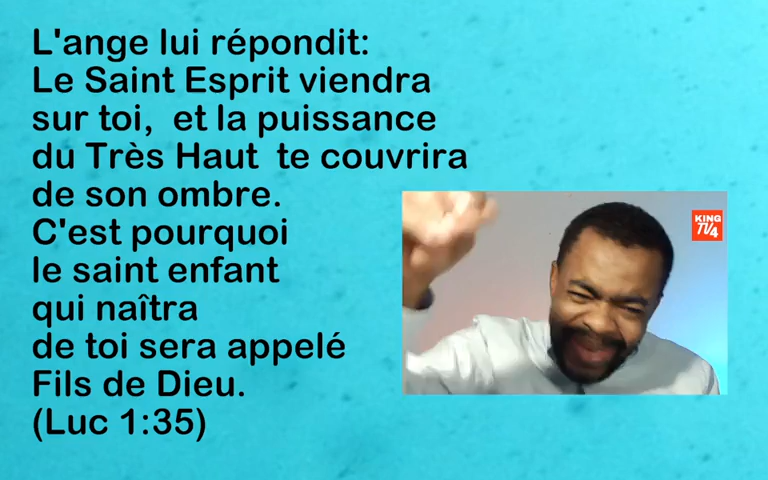 L'ange lui répondit:
Le Saint Esprit viendra
sur toi,  et la puissance
du Très Haut  te couvrira
de son ombre.
C'est pourquoi
le saint enfant
qui naîtra
de toi sera appelé
Fils de Dieu.
(Luc 1:35)
KING
TV4